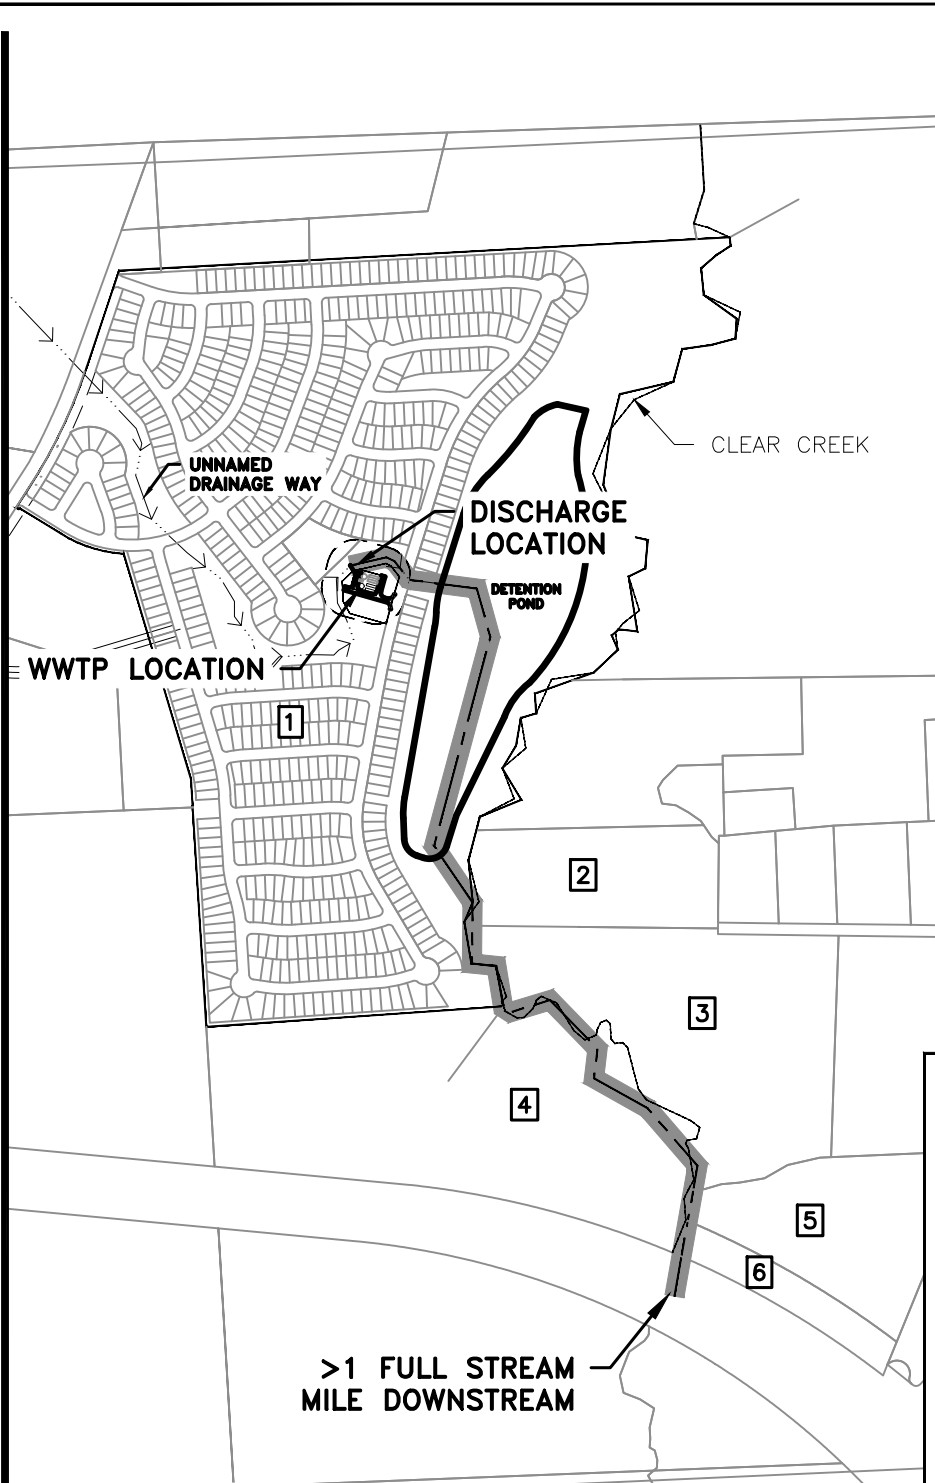 CLEAR CREEK
UNNAMED
DRAINAGE WAY
DISCHARGE
LOCATION
DETENTION
POND
WWTP LOCATION
1
2
3
4
5
6
>1 FULL STREAM
MILE DOWNSTREAM